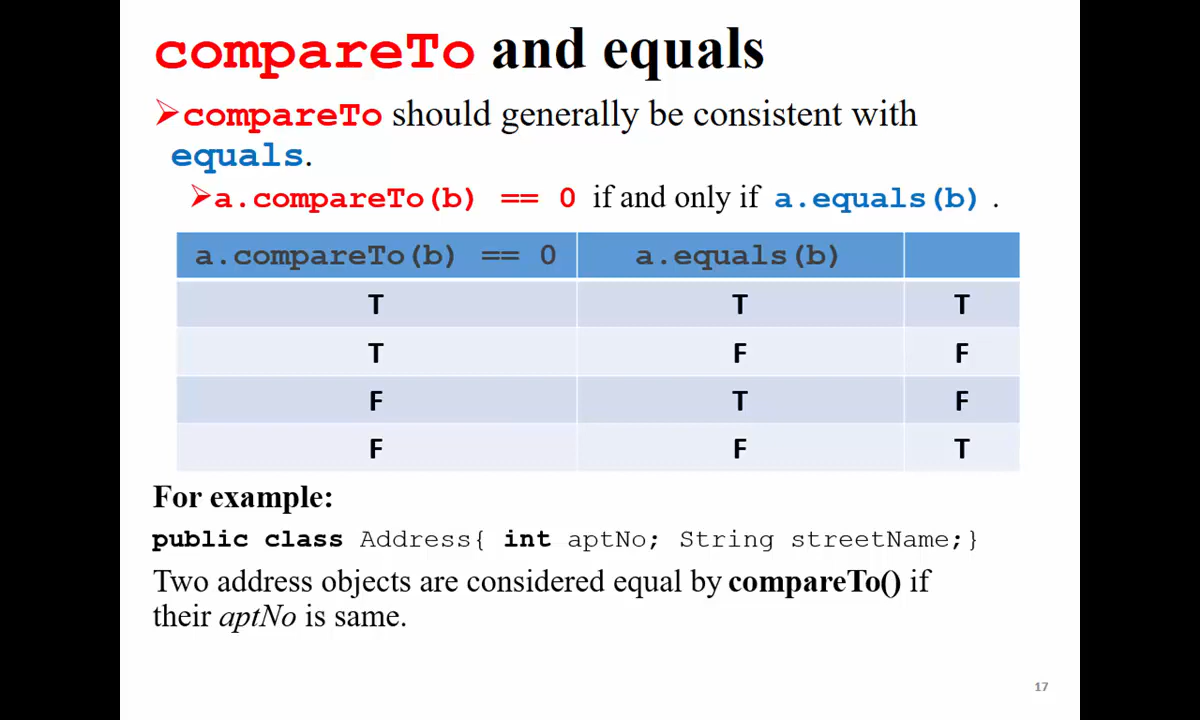 compareTo and equals
➢compareTo should generally be consistent with
equals.
➢a.compareTo(b) == 0 if and only if a.equals(b) .
a.compareTo(b) == 0 a.equals(b)
T T T
T F F
F T F
F F T
For example:
public class Address{ int aptNo; String streetName;}
Two address objects are considered equal by compareTo() if
their aptNo is same.
17